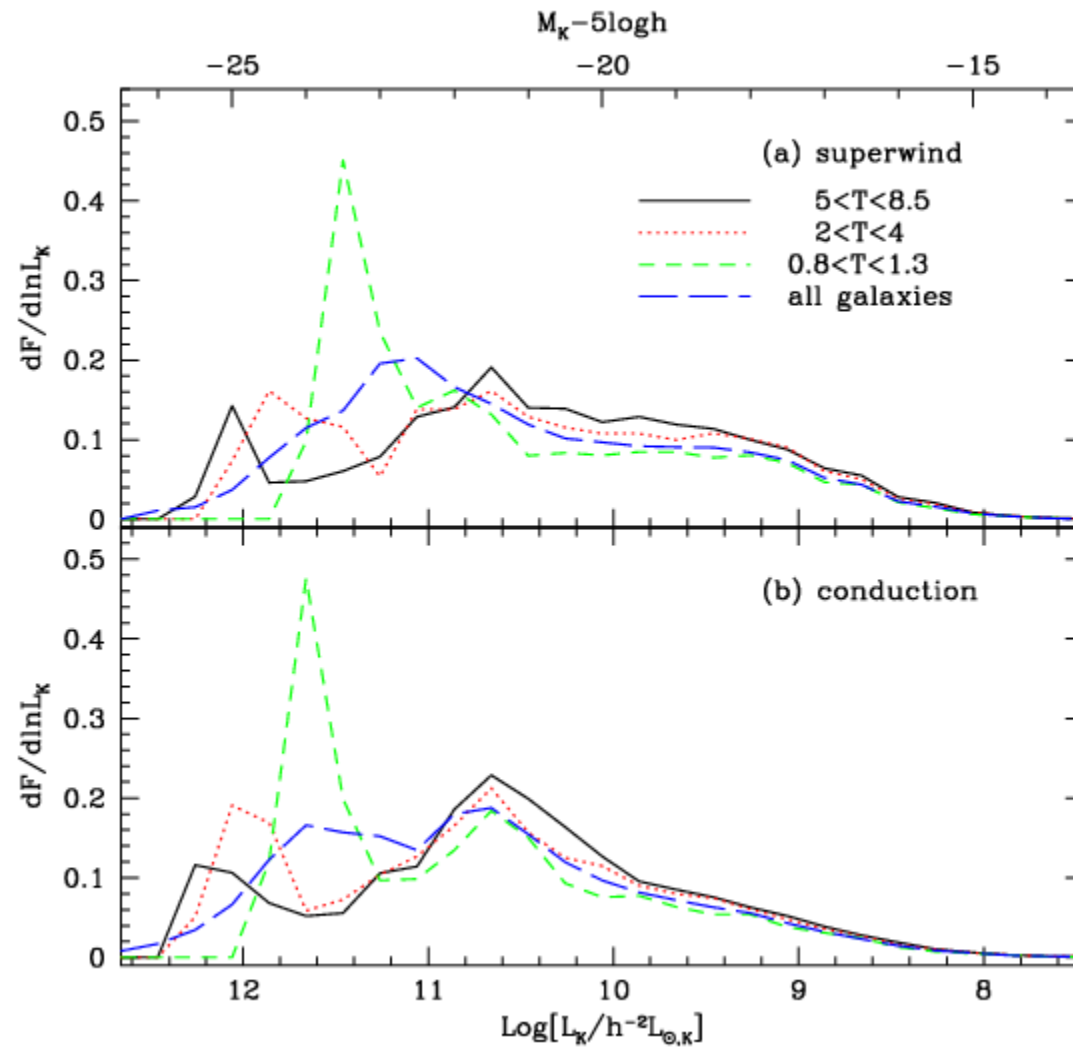 M_K-5logh
-25 -20 -15
0.5
0.4
0.3
0.2
0.1
0
dF/dlnL_K
(a) superwind
5<T<8.5
2<T<4
0.8<T<1.3
all galaxies
0.5
0.4
0.3
0.2
0.1
0
dF/dlnL_K
(b) conduction
12 11 10 9 8
Log[L_K/h^{-2}L_{⊙,K}]